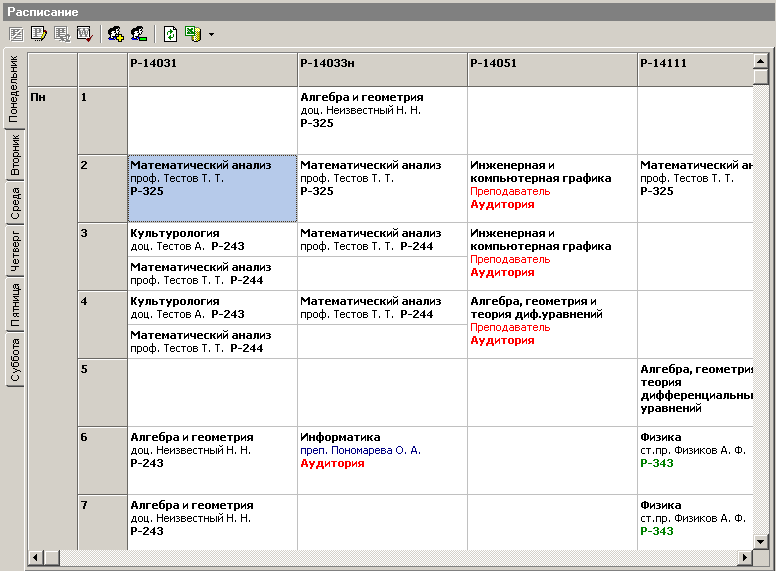 Расписание
Понедельник
Вторник
Среда
Четверг
Пятница
Суббота
Р-14031 Р-14033н Р-14051 Р-14111
Пн
1
Алгебра и геометрия
доц. Неизвестный Н. Н.
Р-325
2
Математический анализ
проф. Тестов Т. Т.
Р-325
Математический анализ
проф. Тестов Т. Т.
Р-325
Инженерная и
компьютерная графика
Преподаватель
Аудитория
Математический ан
проф. Тестов Т. Т.
Р-325
3
Культурология
доц. Тестов А. Р-243
Математический анализ
проф. Тестов Т. Т. Р-244
Математический анализ
проф. Тестов Т. Т. Р-244
Инженерная и
компьютерная графика
Преподаватель
Аудитория
4
Культурология
доц. Тестов А. Р-243
Математический анализ
проф. Тестов Т. Т. Р-244
Математический анализ
проф. Тестов Т. Т. Р-244
Алгебра, геометрия и
теория диф.уравнений
Преподаватель
Аудитория
5
Алгебра, геометрия
теория
дифференциальны
уравнений
6
Алгебра и геометрия
доц. Неизвестный Н. Н.
Р-243
Информатика
преп. Пономарева О. А.
Аудитория
Физика
ст.пр. Физиков А. Ф.
Р-343
7
Алгебра и геометрия
доц. Неизвестный Н. Н.
Р-243
Физика
ст.пр. Физиков А. Ф.
Р-343